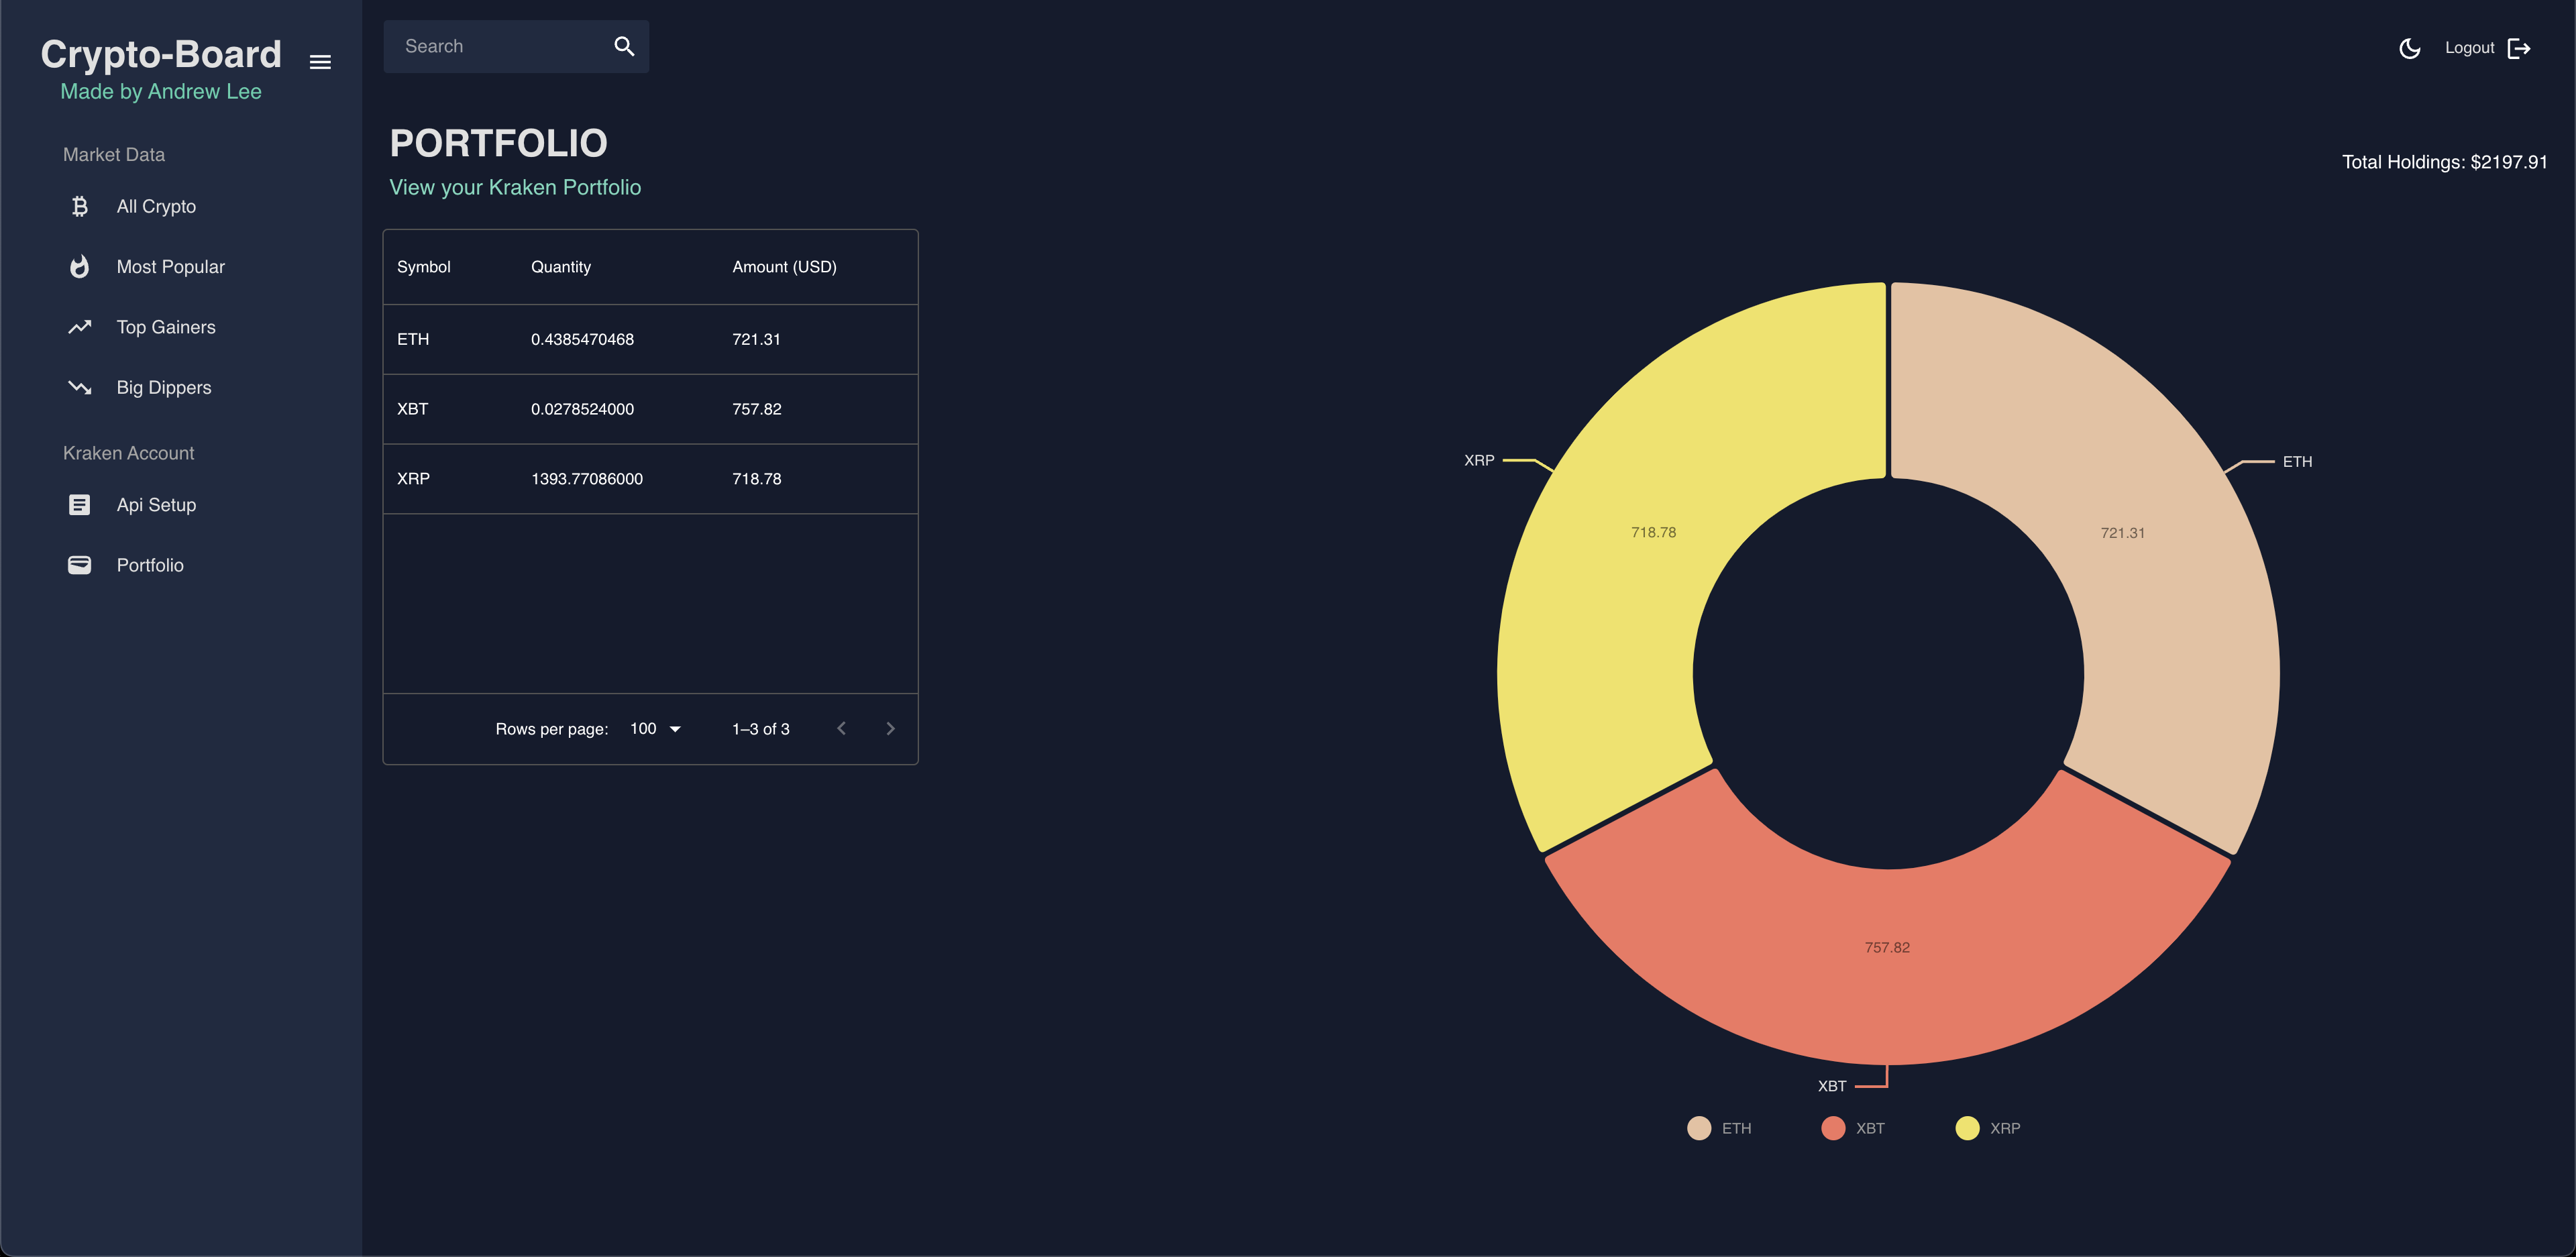 Crypto-Board
Made by Andrew Lee
Market Data
All Crypto
Most Popular
Top Gainers
Big Dippers
Kraken Account
Api Setup
Portfolio
Search
Logout
PORTFOLIO
View your Kraken Portfolio
Total Holdings: $2197.91
Symbol Quantity Amount (USD)
ETH 0.4385470468 721.31
XBT 0.0278524000 757.82
XRP 1393.77086000 718.78
Rows per page: 100 1–3 of 3
XRP
ETH
718.78
721.31
757.82
XBT
ETH XBT XRP